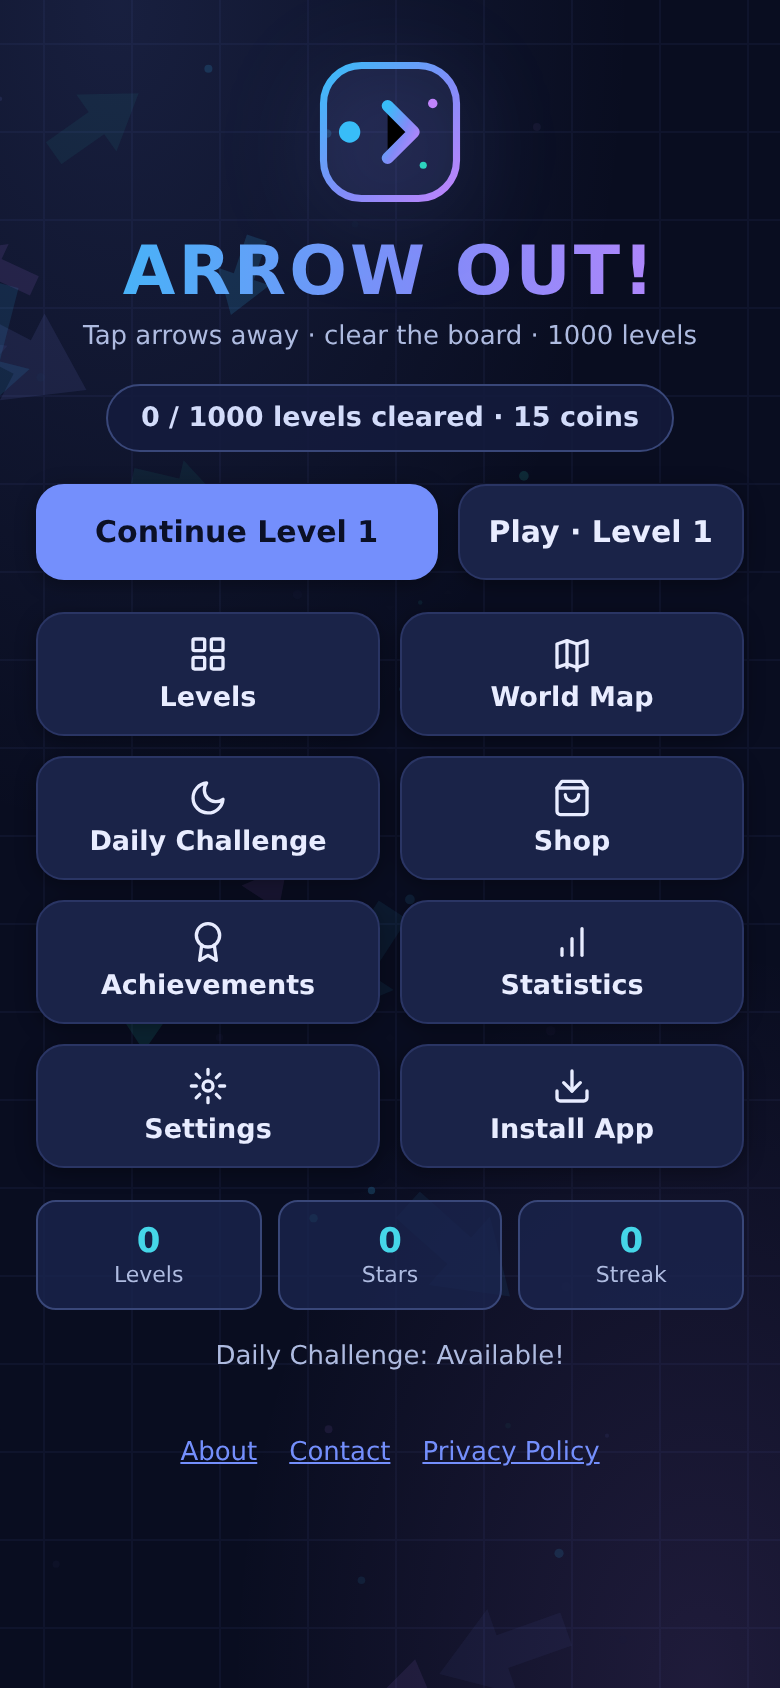 ARROW OUT!
Tap arrows away · clear the board · 1000 levels
0 / 1000 levels cleared · 15 coins
Continue Level 1
Play · Level 1
Levels
World Map
Daily Challenge
Shop
Achievements
Statistics
Settings
Install App
0
Levels
0
Stars
0
Streak
Daily Challenge: Available!
About Contact Privacy Policy